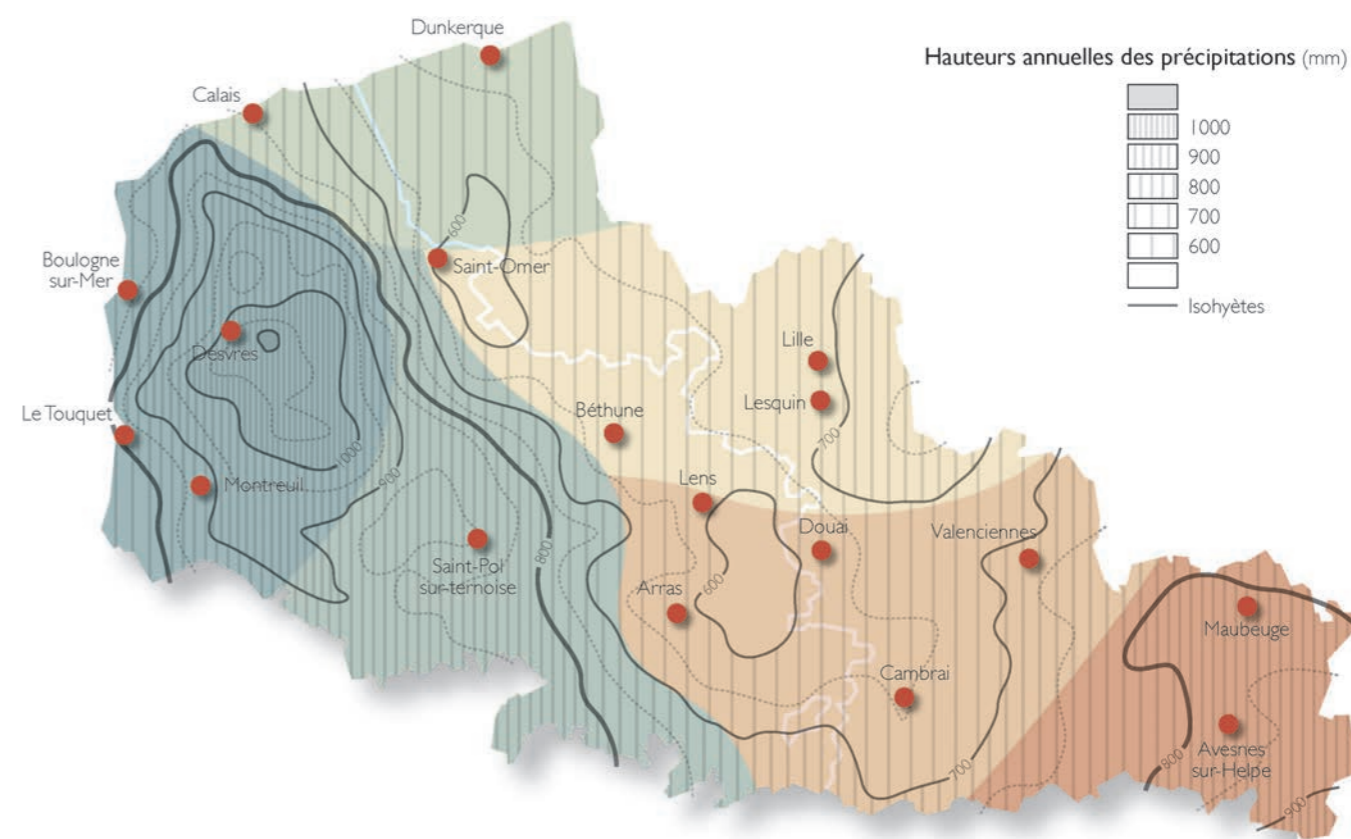 Dunkerque
Hauteurs annuelles des précipitations (mm)
Calais
1000
900
800
700
600
Isohyètes
600
Saint-Omer
Boulogne
sur-Mer
Desvres
Lille
Le Touquet
Béthune
Lesquin
700
1000
900
Montreuil
Lens
Douai
Valenciennes
800
Saint-Pol
sur-ternoise
600
Arras
Maubeuge
Cambrai
700
800
Avesnes
sur-Helpe
900